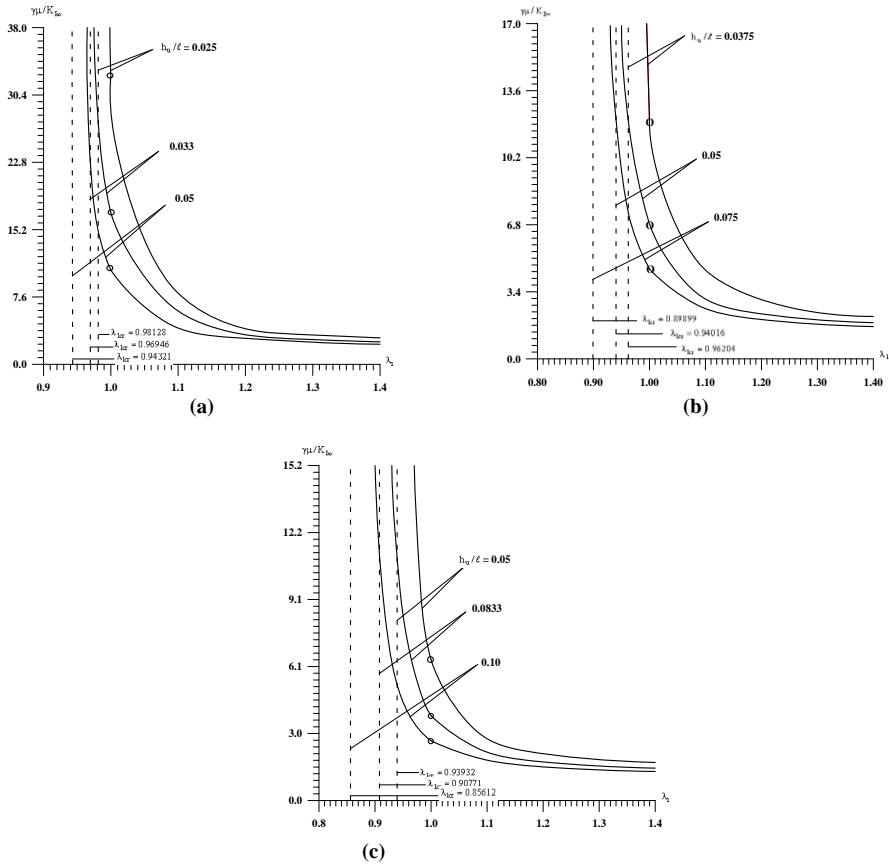 γμ/K_Io
38.0
30.4
22.8
15.2
7.6
0.0
h_u/ℓ = 0.025
0.033
0.05
λ_1cr = 0.98128
λ_1cr = 0.96946
λ_1cr = 0.94321
λ_1
0.9 1.0 1.1 1.2 1.3 1.4
(a)
γμ/K_Io
17.0
13.6
10.2
6.8
3.4
0.0
h_u/ℓ = 0.0375
0.05
0.075
λ_1cr = 0.89899
λ_1cr = 0.94016
λ_1cr = 0.96204
λ_1
0.80 0.90 1.00 1.10 1.20 1.30 1.40
(b)
γμ/K_Io
15.2
12.2
9.1
6.1
3.0
0.0
h_u/ℓ = 0.05
0.0833
0.10
λ_1cr = 0.93932
λ_1cr = 0.90771
λ_1cr = 0.85612
λ_1
0.8 0.9 1.0 1.1 1.2 1.3 1.4
(c)